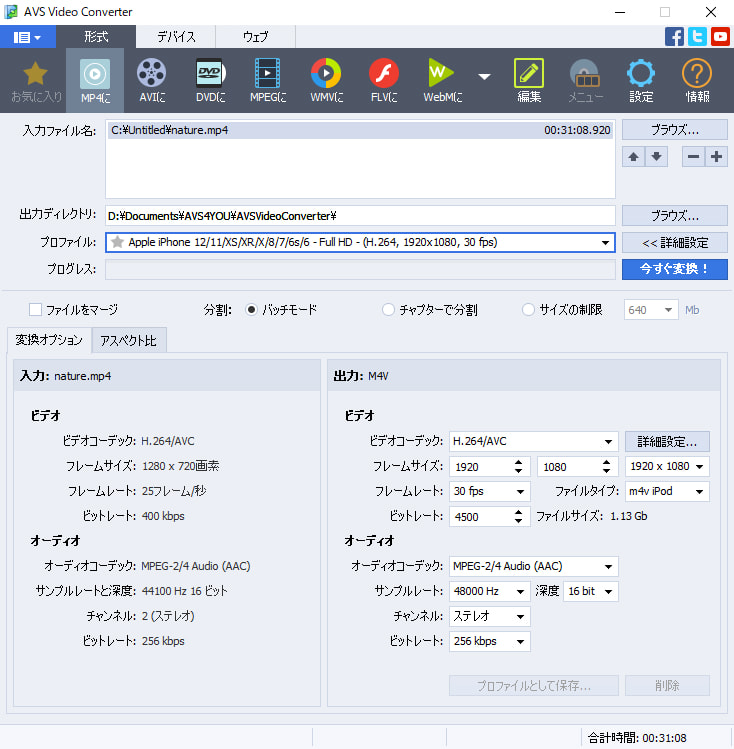 AVS Video Converter
形式 デバイス ウェブ
お気に入り MP4に AVIに DVDに MPEGに WMVに FLVに WebMに 編集 メニュー 設定 情報
入力ファイル名: C:¥Untitled¥nature.mp4 00:31:08.920 ブラウズ...
出力ディレクトリ: D:¥Documents¥AVS4YOU¥AVSVideoConverter¥ ブラウズ...
プロファイル: Apple iPhone 12/11/XS/XR/X/8/7/6s/6 - Full HD - (H.264, 1920x1080, 30 fps) << 詳細設定
プログレス: 今すぐ変換！
ファイルをマージ 分割: バッチモード チャプターで分割 サイズの制限 640 Mb
変換オプション アスペクト比
入力: nature.mp4
ビデオ
ビデオコーデック: H.264/AVC
フレームサイズ: 1280 x 720画素
フレームレート: 25フレーム/秒
ビットレート: 400 kbps
オーディオ
オーディオコーデック: MPEG-2/4 Audio (AAC)
サンプルレートと深度: 44100 Hz 16 ビット
チャンネル: 2 (ステレオ)
ビットレート: 256 kbps
出力: M4V
ビデオ
ビデオコーデック: H.264/AVC 詳細設定...
フレームサイズ: 1920 1080 1920 x 1080
フレームレート: 30 fps ファイルタイプ: m4v iPod
ビットレート: 4500 ファイルサイズ: 1.13 Gb
オーディオ
オーディオコーデック: MPEG-2/4 Audio (AAC)
サンプルレート: 48000 Hz 深度 16 bit
チャンネル: ステレオ
ビットレート: 256 kbps
プロファイルとして保存... 削除
合計時間: 00:31:08